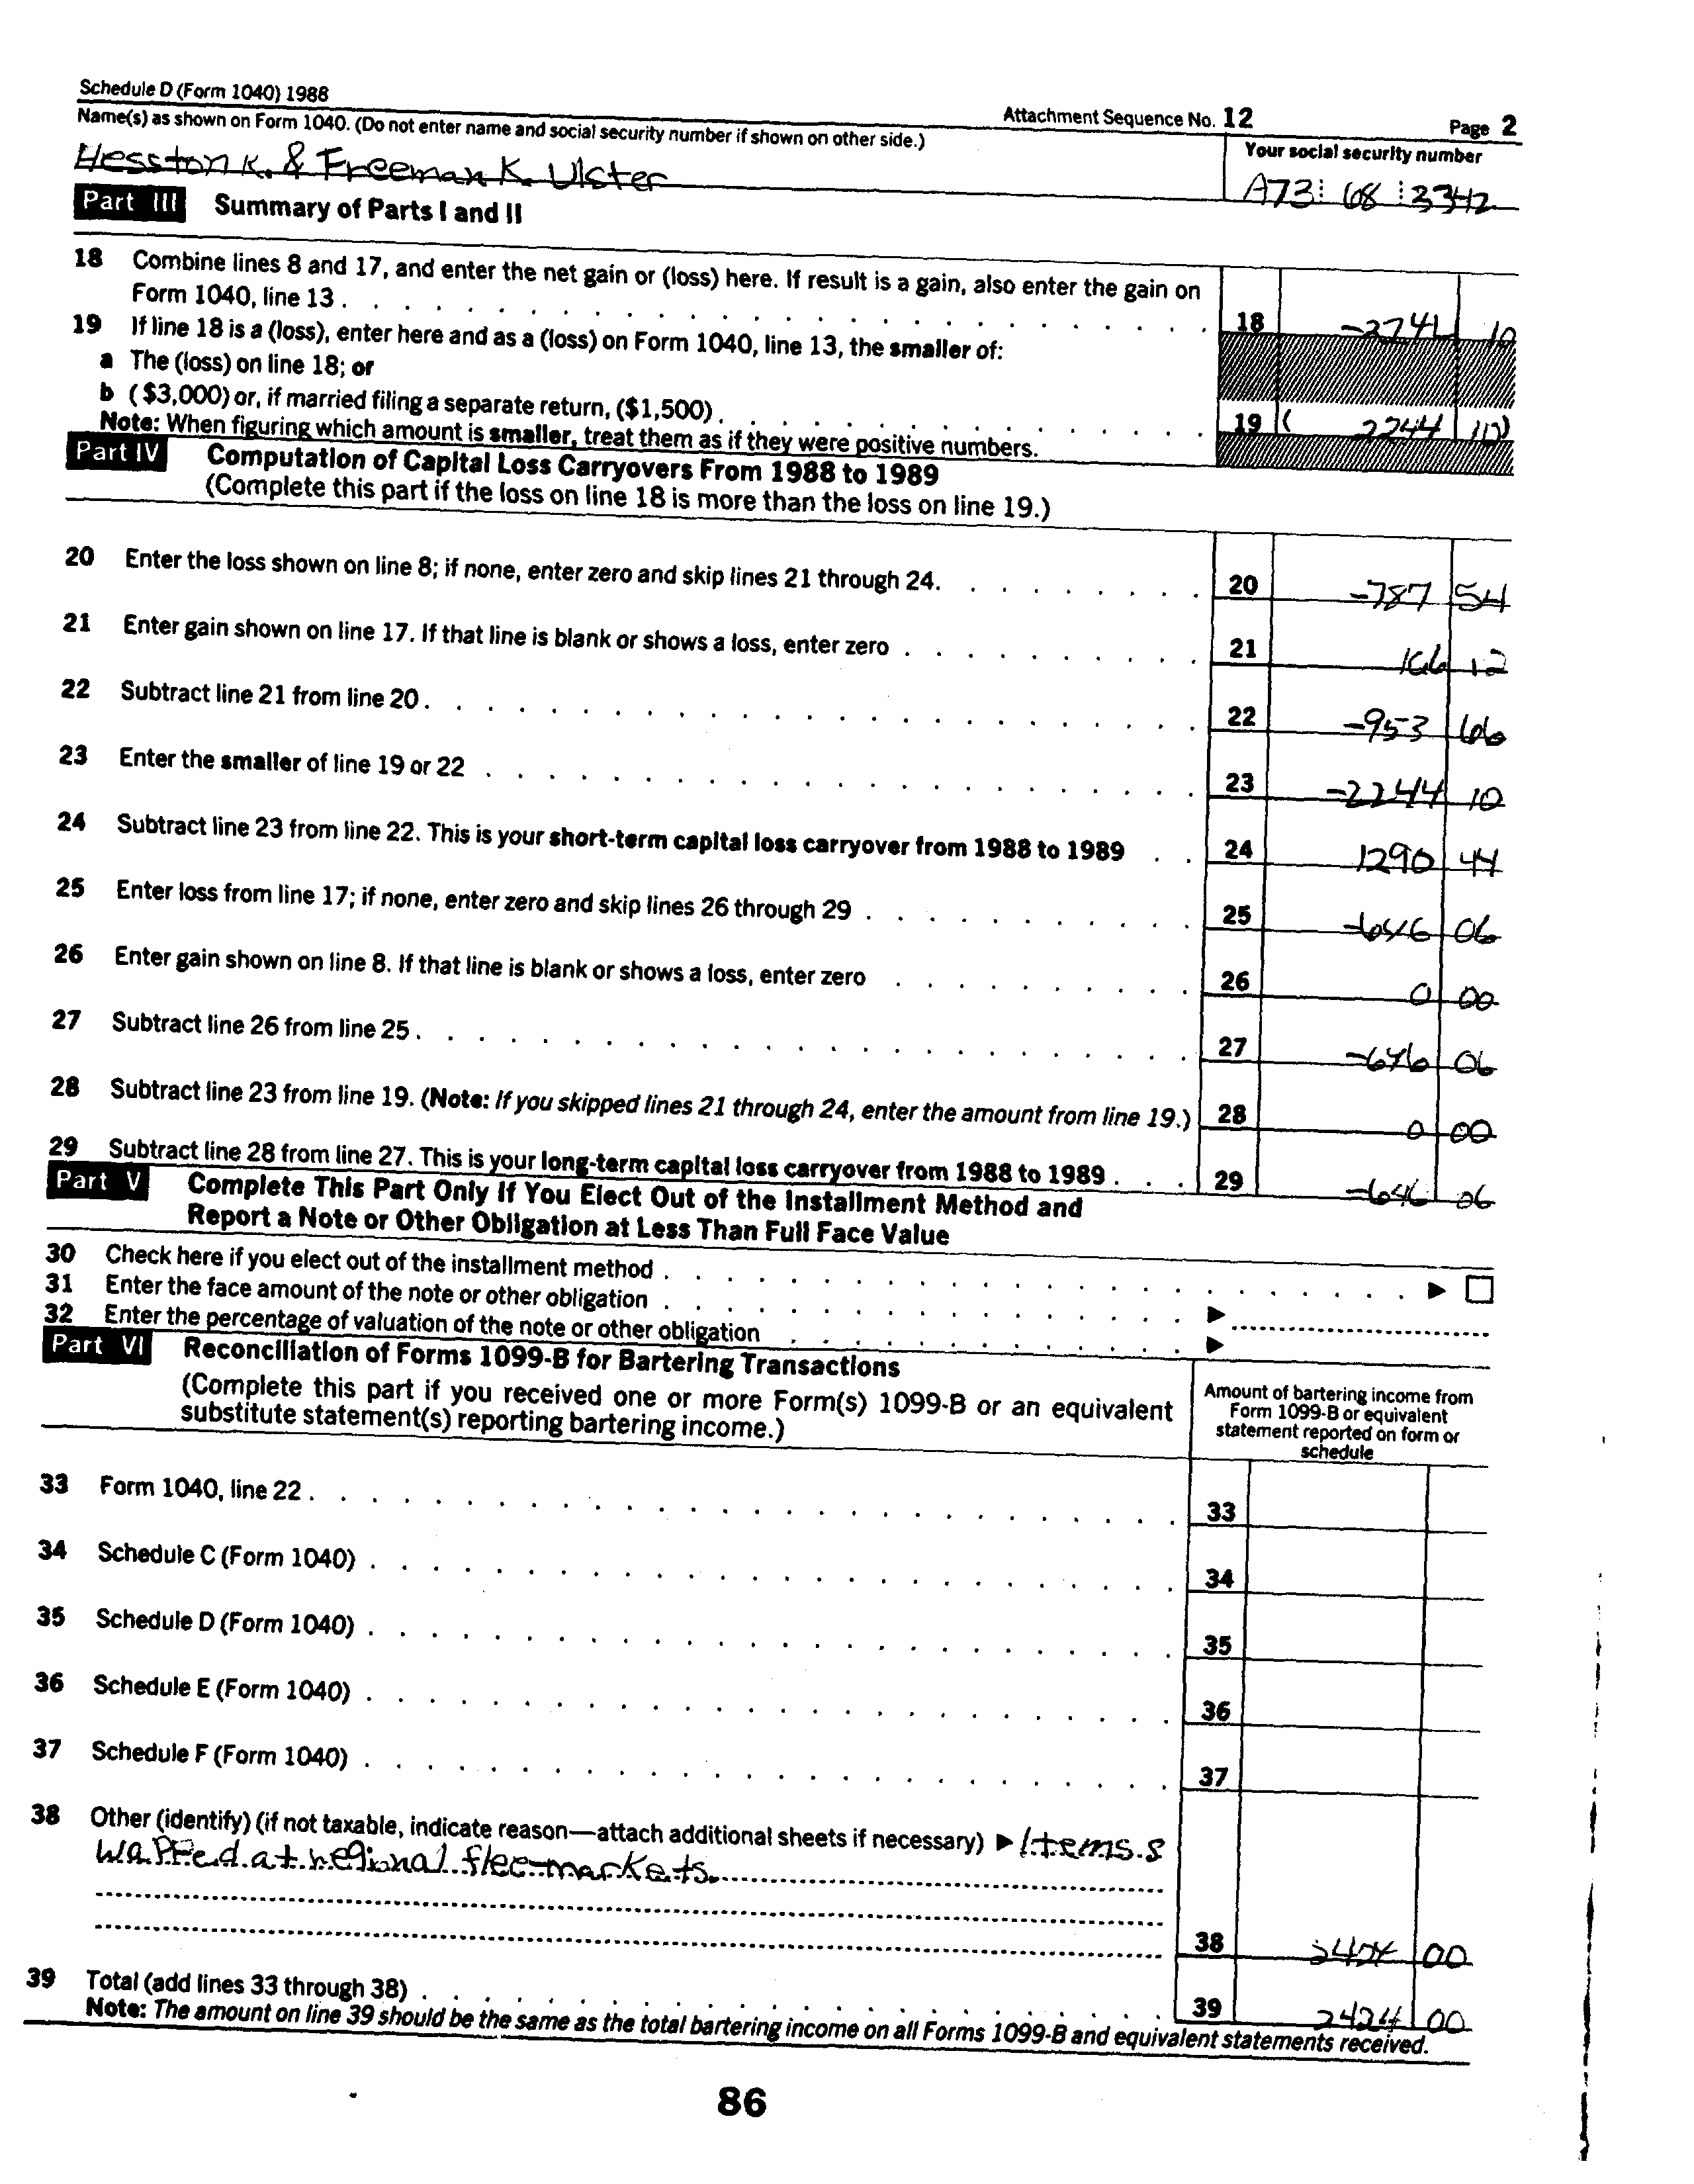 Schedule D (Form 1040) 1988
Attachment Sequence No. 12 Page 2
Name(s) as shown on Form 1040. (Do not enter name and social security number if shown on other side.)
Your social security number
Hesston K. & Freeman K. Ulster
A73 68 3342
Part III Summary of Parts I and II
18 Combine lines 8 and 17, and enter the net gain or (loss) here. If result is a gain, also enter the gain on
Form 1040, line 13 . 18 10
19 If line 18 is a (loss), enter here and as a (loss) on Form 1040, line 13, the smaller of:
a The (loss) on line 18; or
b ($3,000) or, if married filing a separate return, ($1,500) . 19 ( 2244 10)
Note: When figuring which amount is smaller, treat them as if they were positive numbers.
Part IV Computation of Capital Loss Carryovers From 1988 to 1989
(Complete this part if the loss on line 18 is more than the loss on line 19.)
20 Enter the loss shown on line 8; if none, enter zero and skip lines 21 through 24. 20 -787 54
21 Enter gain shown on line 17. If that line is blank or shows a loss, enter zero . 21 166 12
22 Subtract line 21 from line 20 . 22 -953 66
23 Enter the smaller of line 19 or 22 . 23 -2244 10
24 Subtract line 23 from line 22. This is your short-term capital loss carryover from 1988 to 1989 . 24 1290 44
25 Enter loss from line 17; if none, enter zero and skip lines 26 through 29 . 25 -646 06
26 Enter gain shown on line 8. If that line is blank or shows a loss, enter zero . 26 0 00
27 Subtract line 26 from line 25 . 27 -646 06
28 Subtract line 23 from line 19. (Note: If you skipped lines 21 through 24, enter the amount from line 19.) 28 0 00
29 Subtract line 28 from line 27. This is your long-term capital loss carryover from 1988 to 1989 . 29 -646 06
Part V Complete This Part Only If You Elect Out of the Installment Method and
Report a Note or Other Obligation at Less Than Full Face Value
30 Check here if you elect out of the installment method . ▶ □
31 Enter the face amount of the note or other obligation . ▶
32 Enter the percentage of valuation of the note or other obligation . ▶
Part VI Reconciliation of Forms 1099-B for Bartering Transactions
(Complete this part if you received one or more Form(s) 1099-B or an equivalent
substitute statement(s) reporting bartering income.)
Amount of bartering income from
Form 1099-B or equivalent
statement reported on form or
schedule
33 Form 1040, line 22 . 33
34 Schedule C (Form 1040) . 34
35 Schedule D (Form 1040) . 35
36 Schedule E (Form 1040) . 36
37 Schedule F (Form 1040) . 37
38 Other (identify) (if not taxable, indicate reason—attach additional sheets if necessary) ▶ Items s
wapped at regional flee markets.
38 00
39 Total (add lines 33 through 38) . 39 2424 00
Note: The amount on line 39 should be the same as the total bartering income on all Forms 1099-B and equivalent statements received.
86